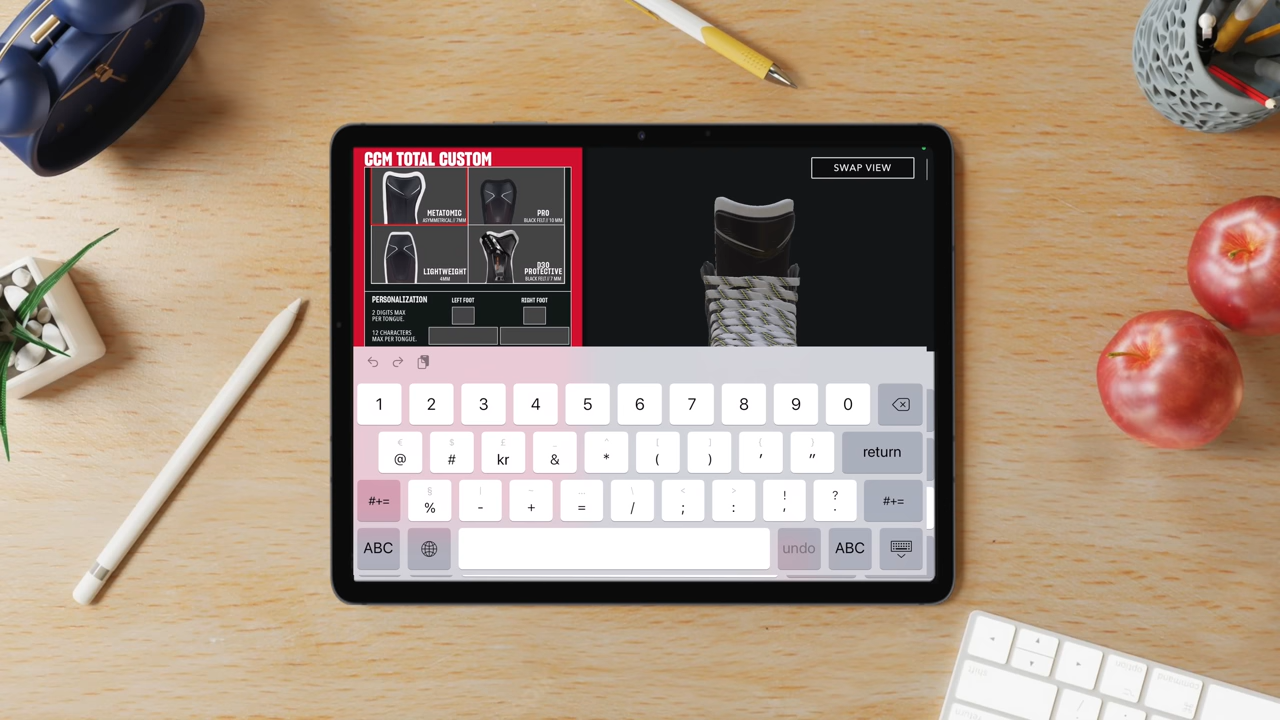 CCM TOTAL CUSTOM
SWAP VIEW
METATOMIC
ASYMMETRICAL // 7MM
PRO
BLACK FELT // 10 MM
LIGHTWEIGHT
4MM
D3O
PROTECTIVE
BLACK FELT // 7 MM
PERSONALIZATION
LEFT FOOT
RIGHT FOOT
2 DIGITS MAX
PER TONGUE.
12 CHARACTERS
MAX PER TONGUE.
1 2 3 4 5 6 7 8 9 0
€ $ £ _ ^ [ ] { }
@ # kr & * ( ) ' " return
§ | ~ … \ < > ! ?
#+= % - + = / ; : , . #+=
ABC undo ABC